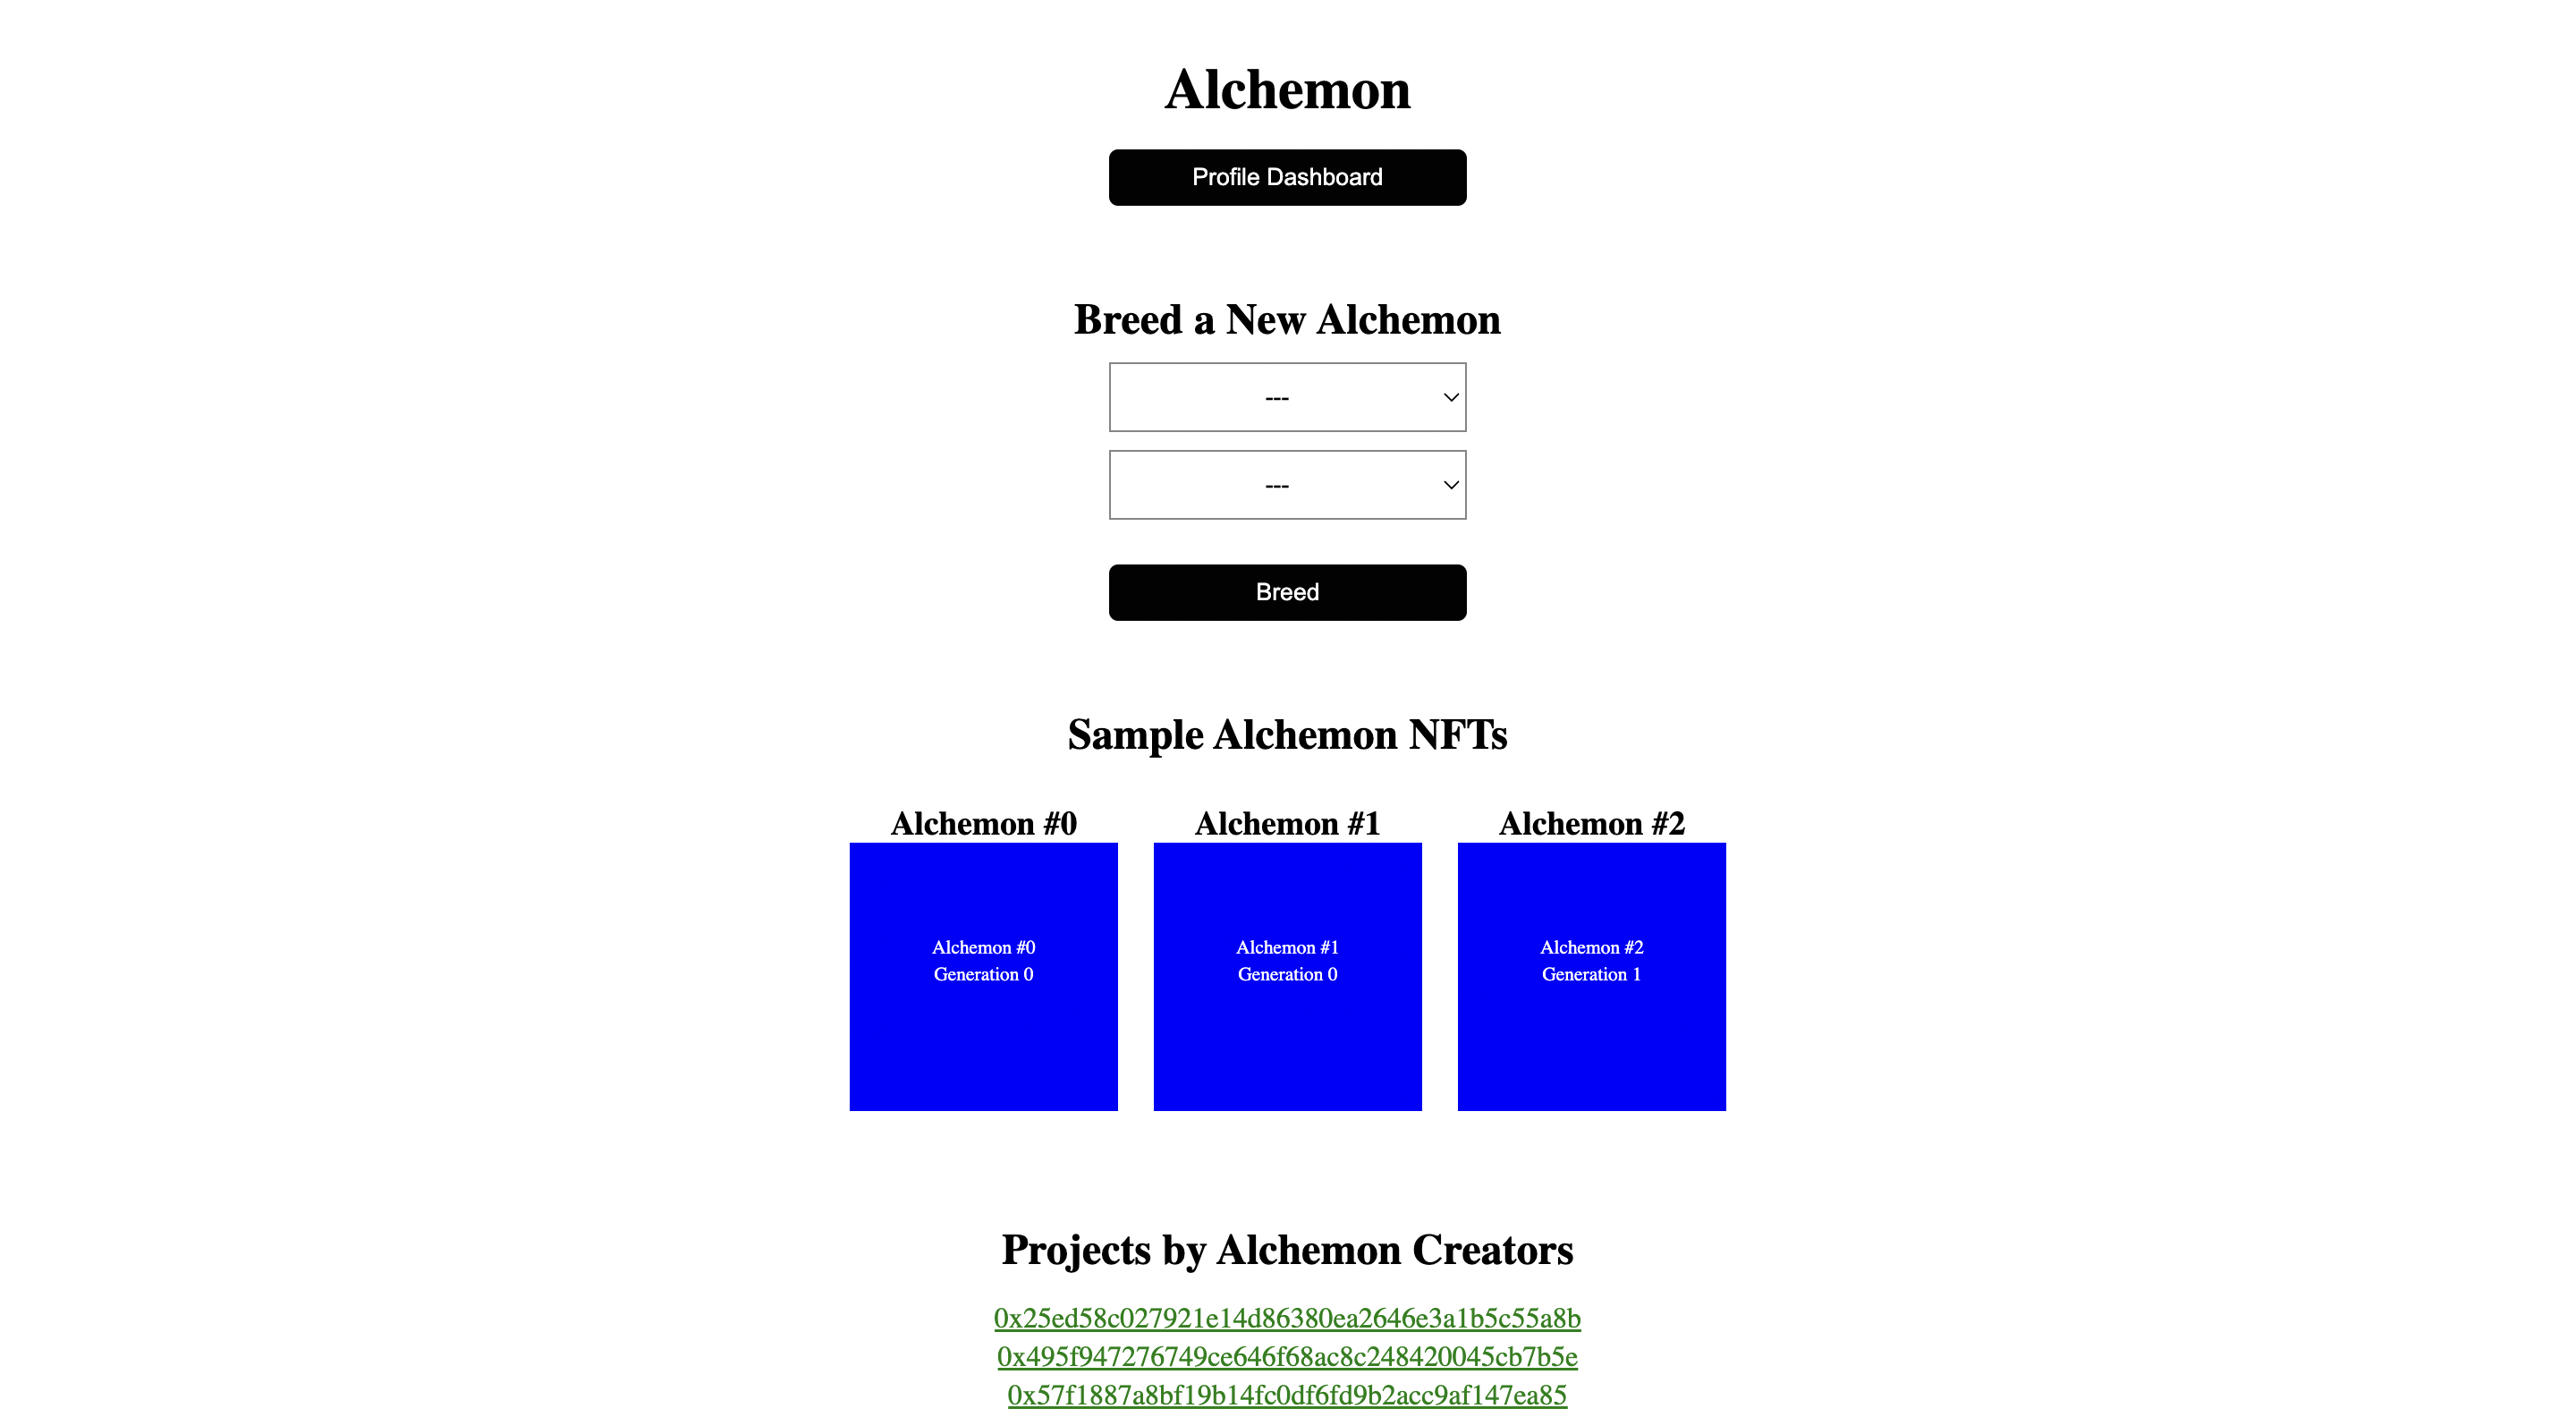 Alchemon
Profile Dashboard
Breed a New Alchemon
---
---
Breed
Sample Alchemon NFTs
Alchemon #0
Alchemon #1
Alchemon #2
Alchemon #0
Generation 0
Alchemon #1
Generation 0
Alchemon #2
Generation 1
Projects by Alchemon Creators
0x25ed58c027921e14d86380ea2646e3a1b5c55a8b
0x495f947276749ce646f68ac8c248420045cb7b5e
0x57f1887a8bf19b14fc0df6fd9b2acc9af147ea85